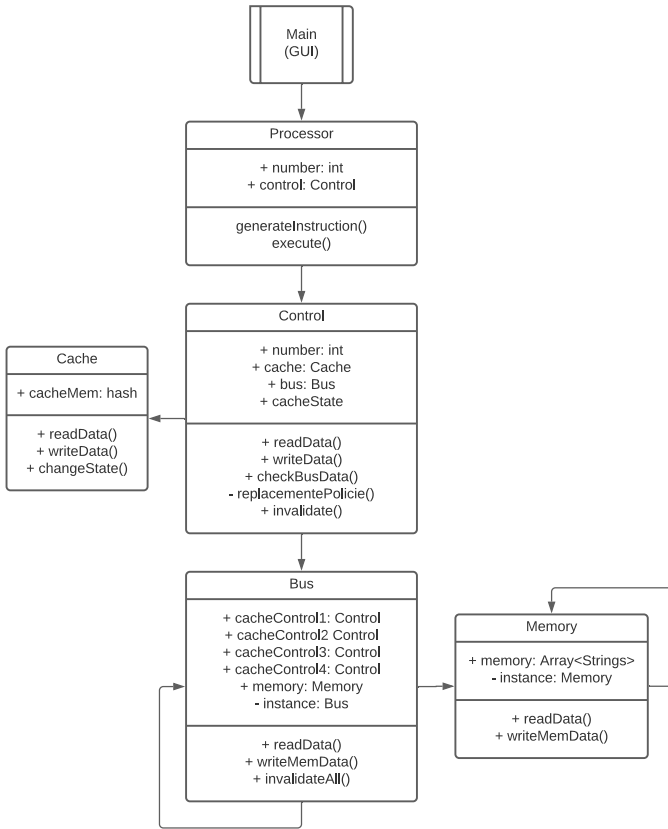 Main
(GUI)
Processor
+ number: int
+ control: Control
generateInstruction()
execute()
Control
+ number: int
+ cache: Cache
+ bus: Bus
+ cacheState
+ readData()
+ writeData()
+ checkBusData()
- replacementePolicie()
+ invalidate()
Cache
+ cacheMem: hash
+ readData()
+ writeData()
+ changeState()
Bus
+ cacheControl1: Control
+ cacheControl2 Control
+ cacheControl3: Control
+ cacheControl4: Control
+ memory: Memory
- instance: Bus
+ readData()
+ writeMemData()
+ invalidateAll()
Memory
+ memory: Array<Strings>
- instance: Memory
+ readData()
+ writeMemData()